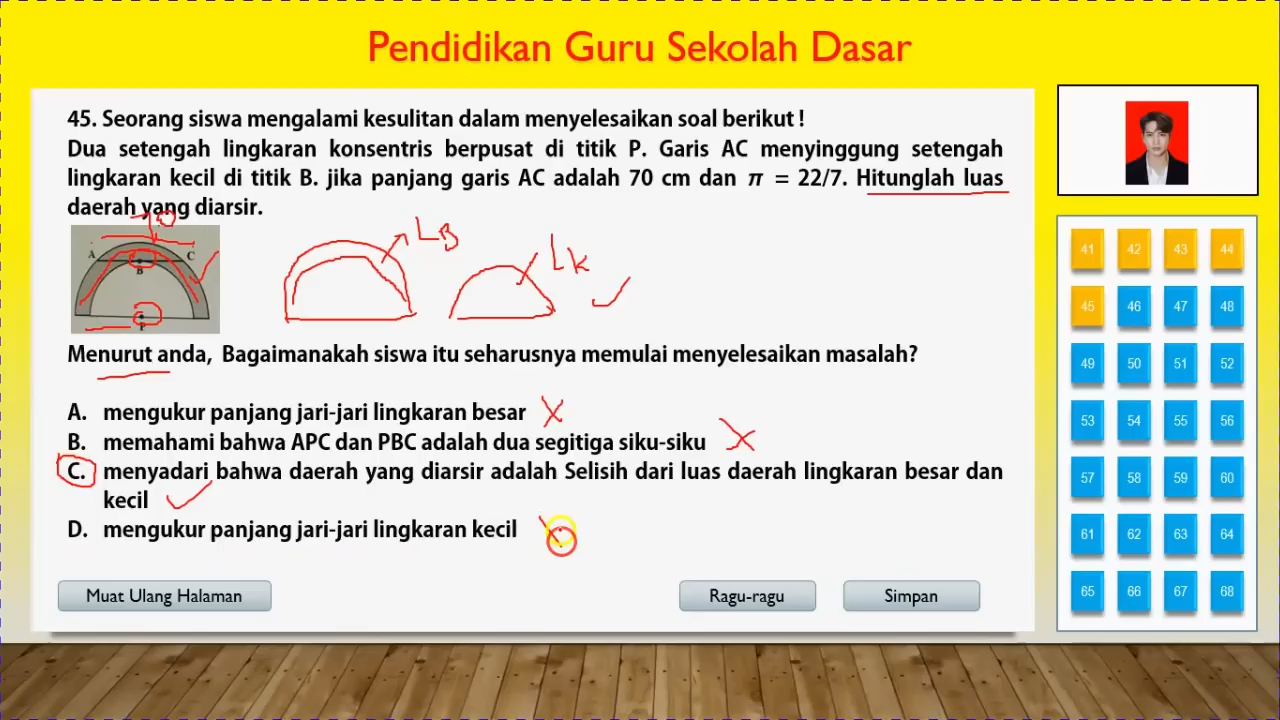 Pendidikan Guru Sekolah Dasar
45. Seorang siswa mengalami kesulitan dalam menyelesaikan soal berikut !
Dua setengah lingkaran konsentris berpusat di titik P. Garis AC menyinggung setengah
lingkaran kecil di titik B. jika panjang garis AC adalah 70 cm dan π = 22/7. Hitunglah luas
daerah yang diarsir.
70
A
C
B
P
LB
LK
Menurut anda, Bagaimanakah siswa itu seharusnya memulai menyelesaikan masalah?
A. mengukur panjang jari-jari lingkaran besar
B. memahami bahwa APC dan PBC adalah dua segitiga siku-siku
C. menyadari bahwa daerah yang diarsir adalah Selisih dari luas daerah lingkaran besar dan
kecil
D. mengukur panjang jari-jari lingkaran kecil
Muat Ulang Halaman
Ragu-ragu
Simpan
41 42 43 44
45 46 47 48
49 50 51 52
53 54 55 56
57 58 59 60
61 62 63 64
65 66 67 68